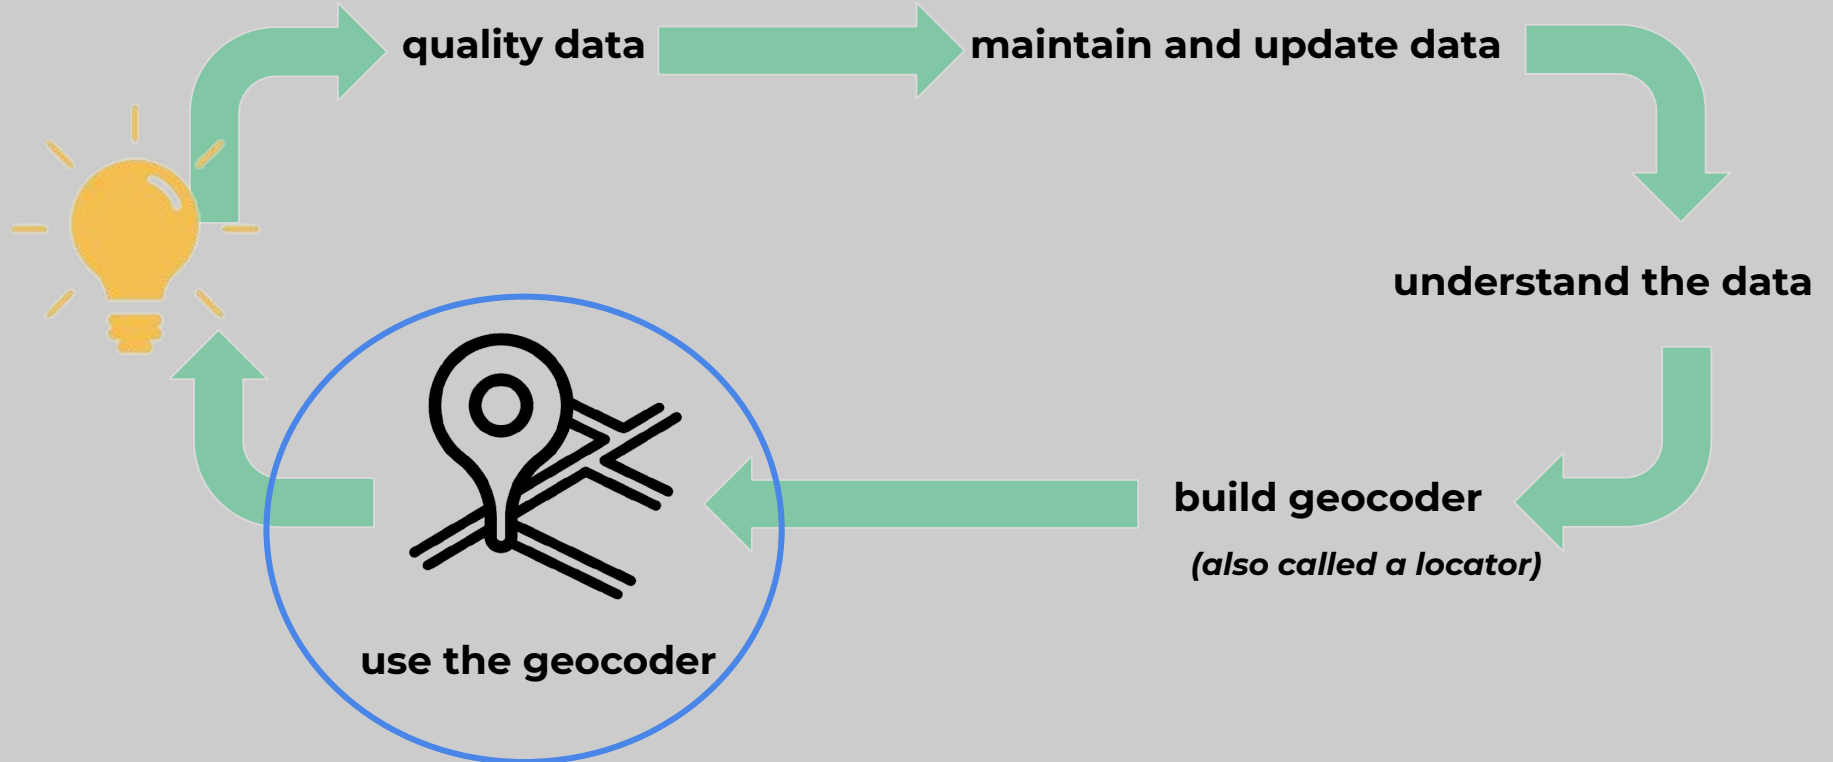 quality data
maintain and update data
understand the data
build geocoder
(also called a locator)
use the geocoder